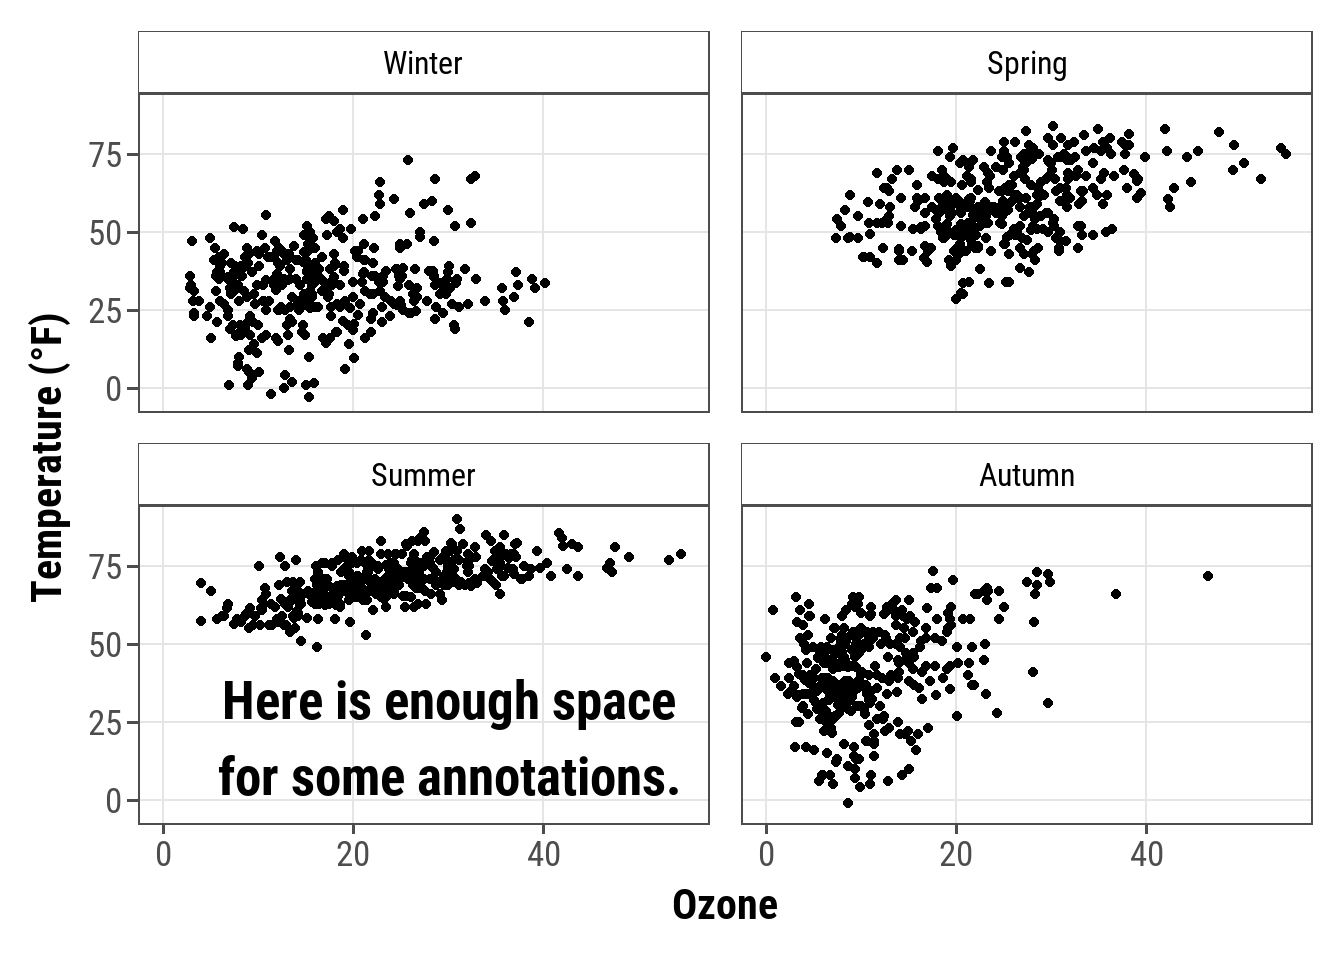 Winter
Spring
75
50
25
0
Summer
Autumn
75
50
25
0
Here is enough space
for some annotations.
0
20
40
0
20
40
Temperature (°F)
Ozone